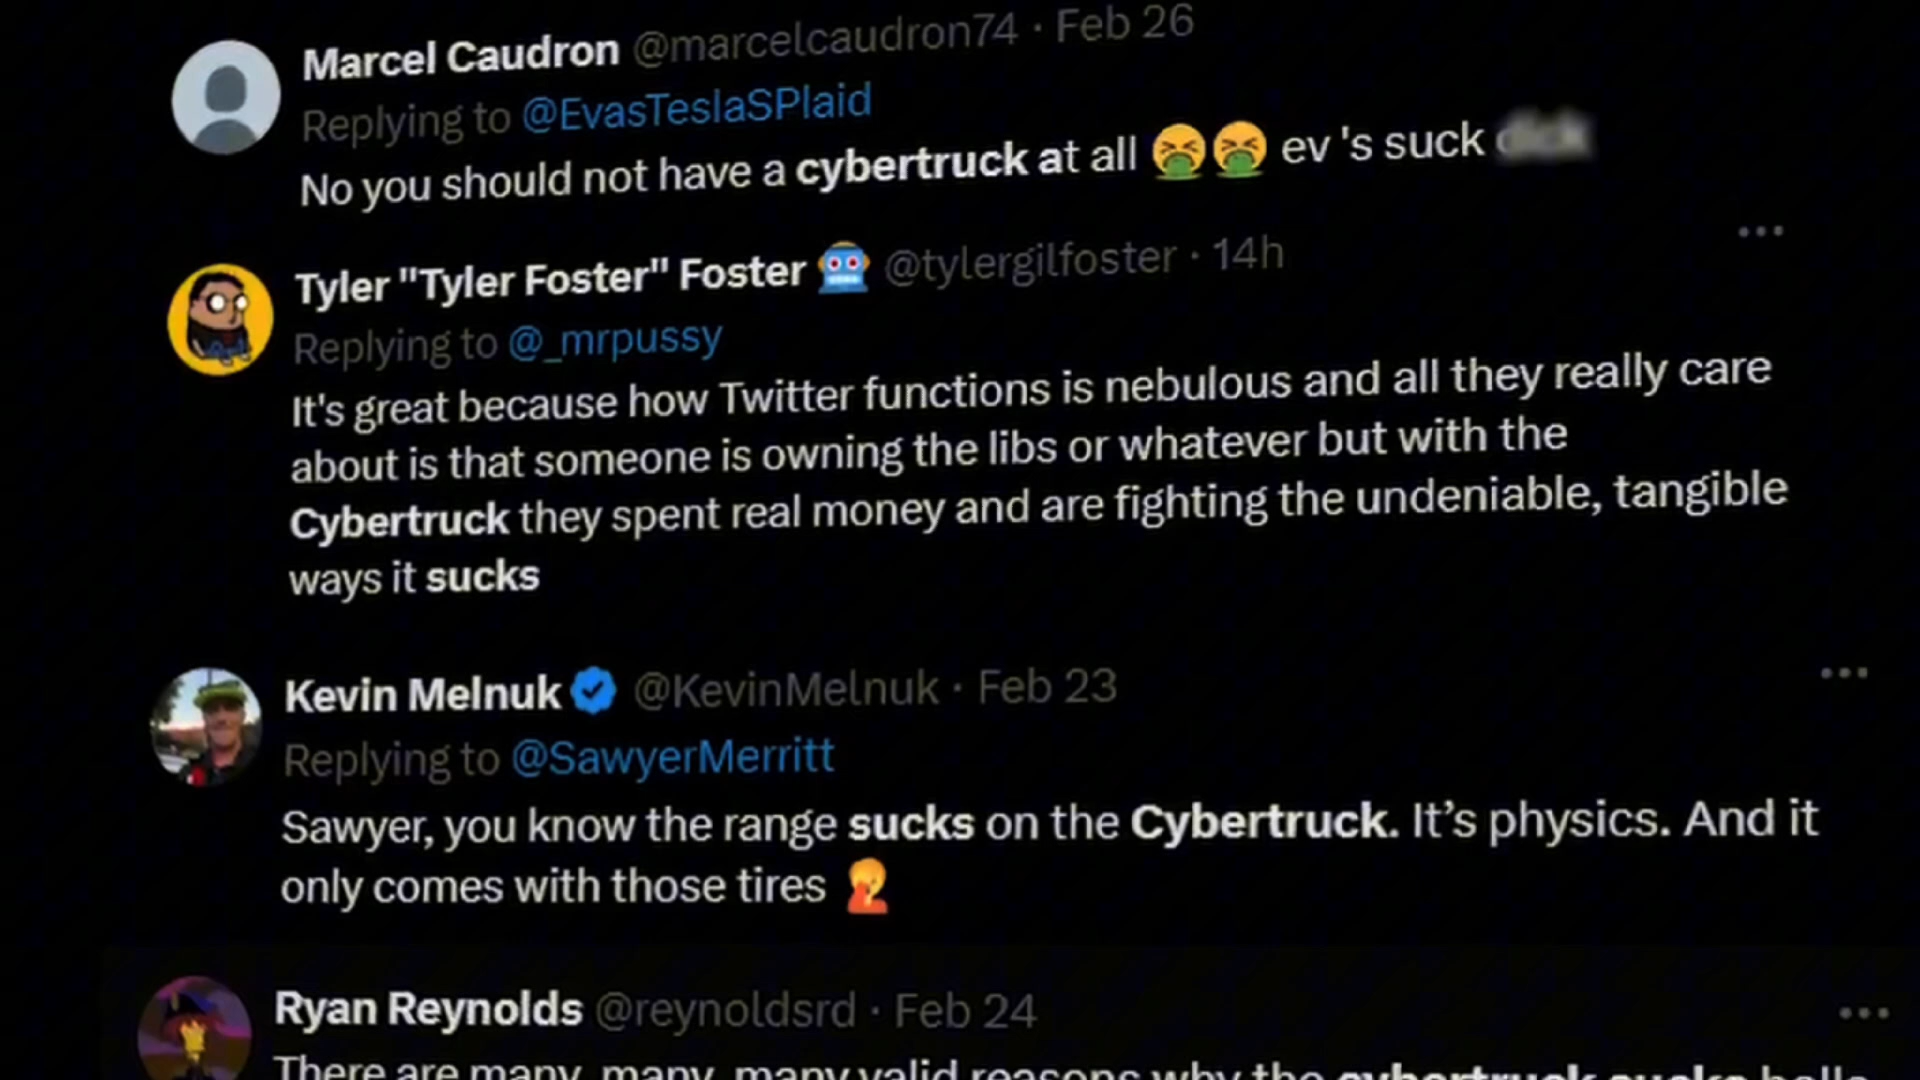 Marcel Caudron @marcelcaudron74 · Feb 26
Replying to @EvasTeslaSPlaid
No you should not have a cybertruck at all 🤮🤮 ev 's suck
Tyler "Tyler Foster" Foster 🤖 @tylergilfoster · 14h
Replying to @_mrpussy
It's great because how Twitter functions is nebulous and all they really care
about is that someone is owning the libs or whatever but with the
Cybertruck they spent real money and are fighting the undeniable, tangible
ways it sucks
Kevin Melnuk @KevinMelnuk · Feb 23
Replying to @SawyerMerritt
Sawyer, you know the range sucks on the Cybertruck. It’s physics. And it
only comes with those tires 🤦
Ryan Reynolds @reynoldsrd · Feb 24
There are many, many, many valid reasons why the cybertruck sucks balls